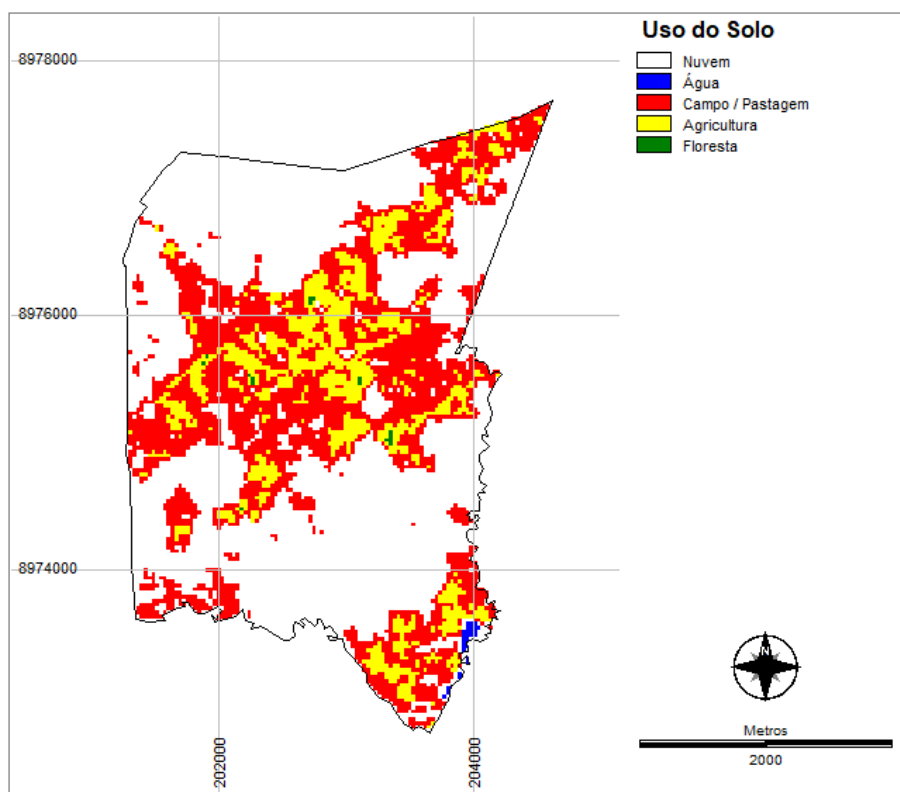 Uso do Solo
Nuvem
Água
Campo / Pastagem
Agricultura
Floresta
8978000
8976000
8974000
202000
204000
N
Metros
2000